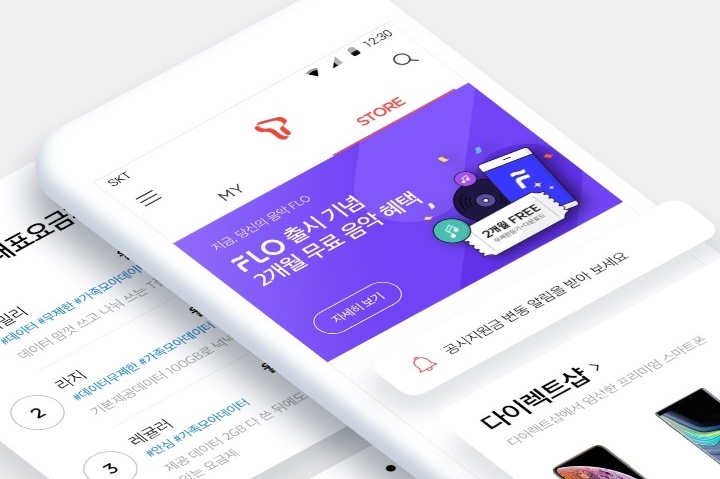 12:30
SKT
MY
STORE
지금, 당신의 음악 FLO
FLO 출시 기념
2개월 무료 음악 혜택
자세히 보기
2개월 FREE
공시지원금 변동 알림을 받아 보세요
다이렉트샵
다이렉트샵에서 엄선한 프리미엄 스마트폰
대표요금
밀리
#데이터 #무제한 #가족모아데이터
데이터 맘껏 쓰고 나눠 쓰는
2
라지
#데이터무제한 #가족모아데이터
기본제공데이터 100GB로
3
레귤러
#안심 #가족모아데이터
제공 데이터 2GB 다 쓴 뒤에도
있는 요금제